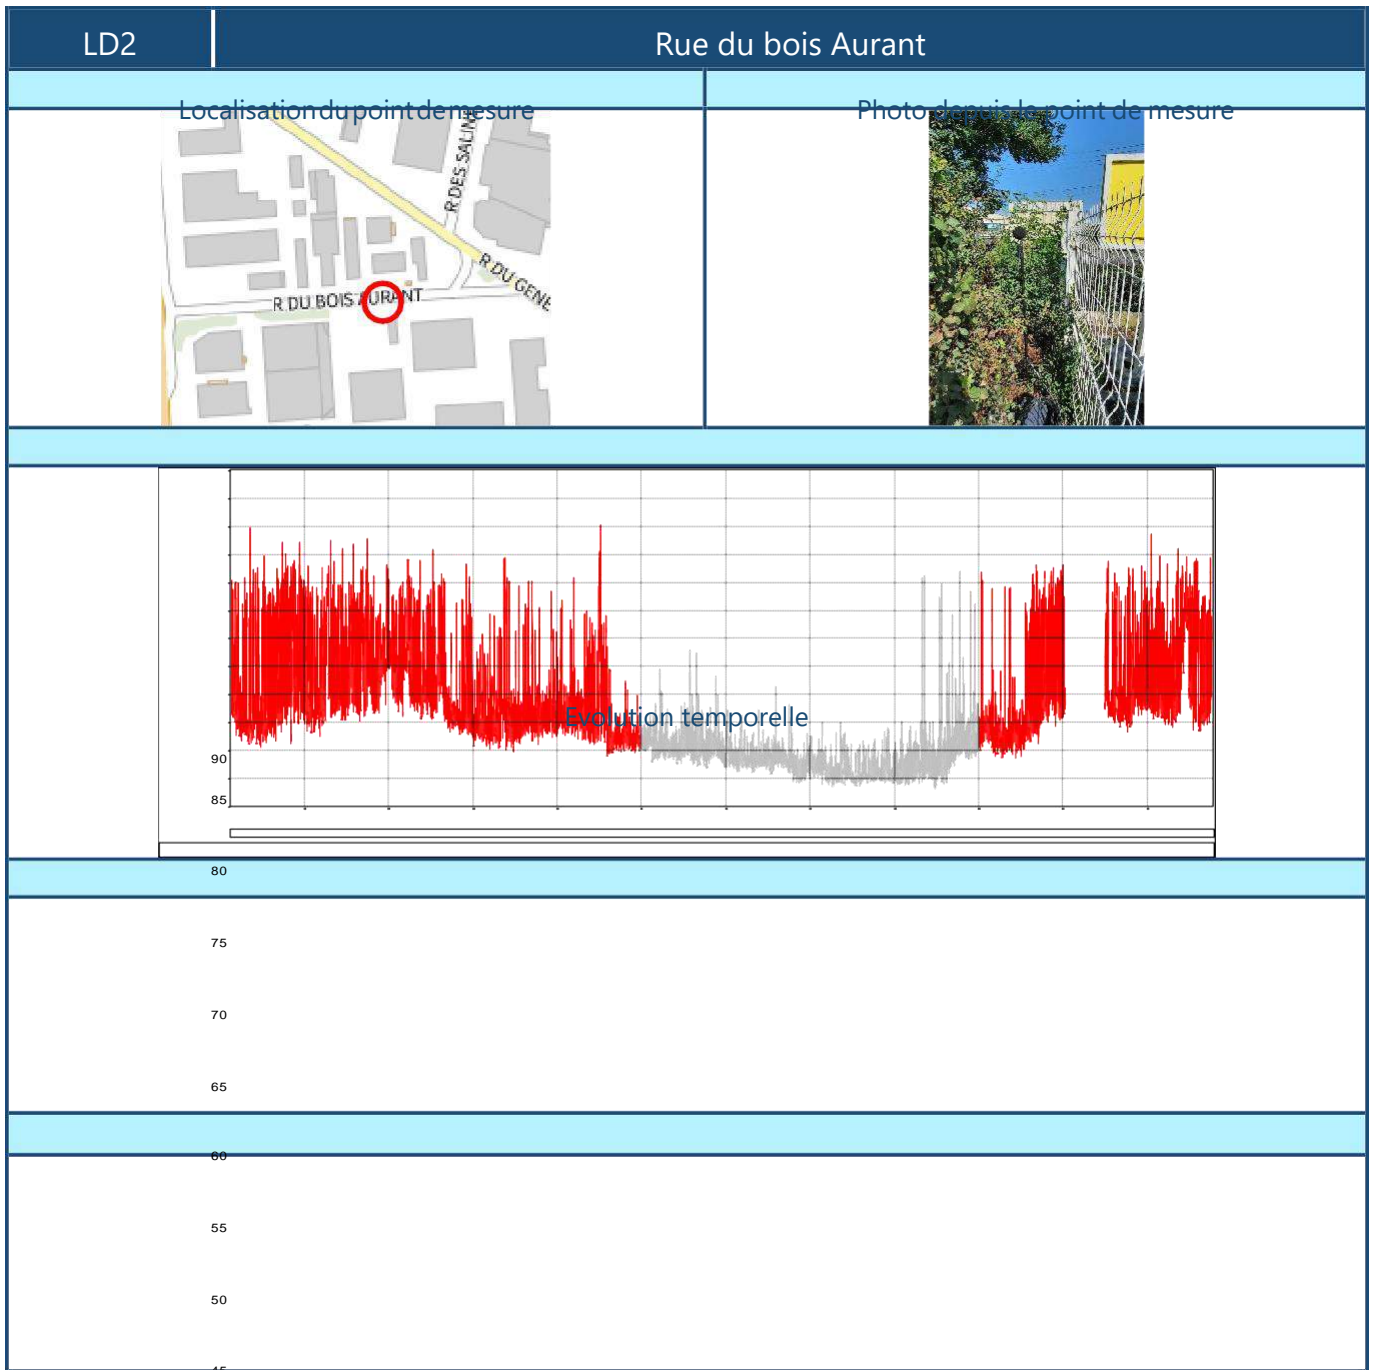 LD2
Rue du bois Aurant
Localisation du point de mesure
Photo depuis le point de mesure
R DES SALINE
R DU GENE
R DU BOIS AURANT
Evolution temporelle
90
85
80
75
70
65
60
55
50